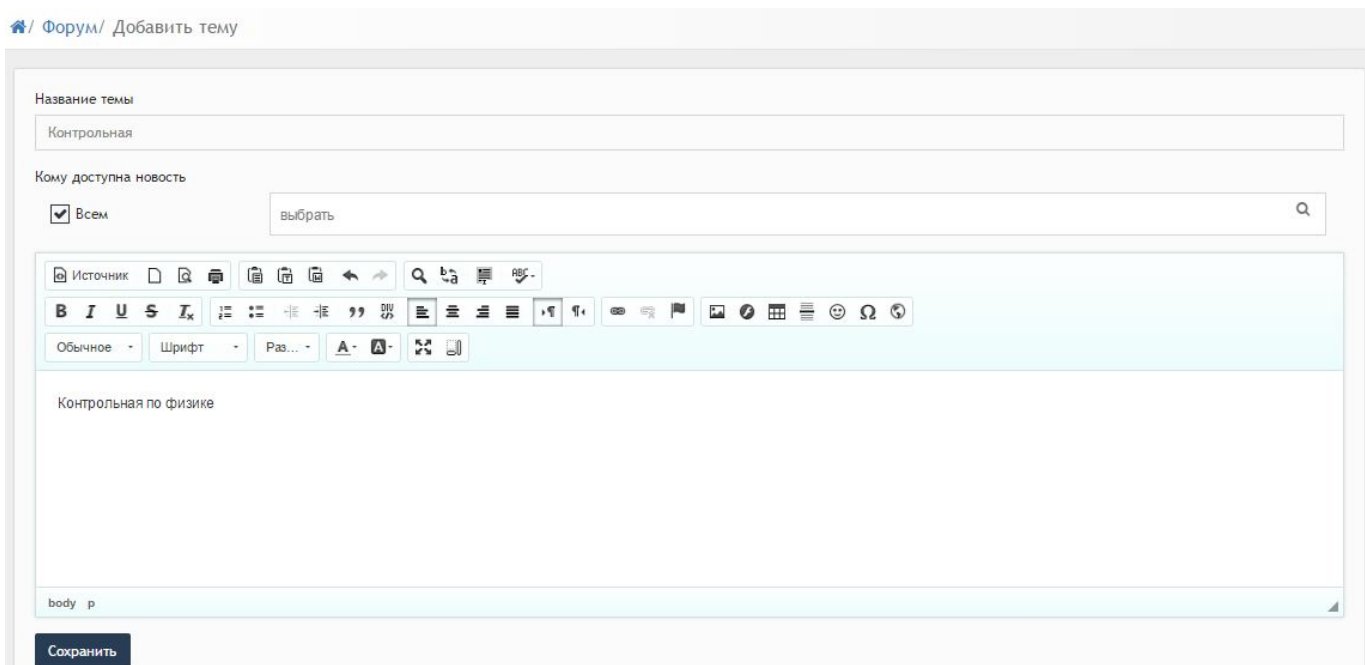 / Форум/ Добавить тему
Название темы
Контрольная
Кому доступна новость
Всем
выбрать
Источник
B I U S Ix
Обычное Шрифт Раз... A A
Контрольная по физике
body p
Сохранить